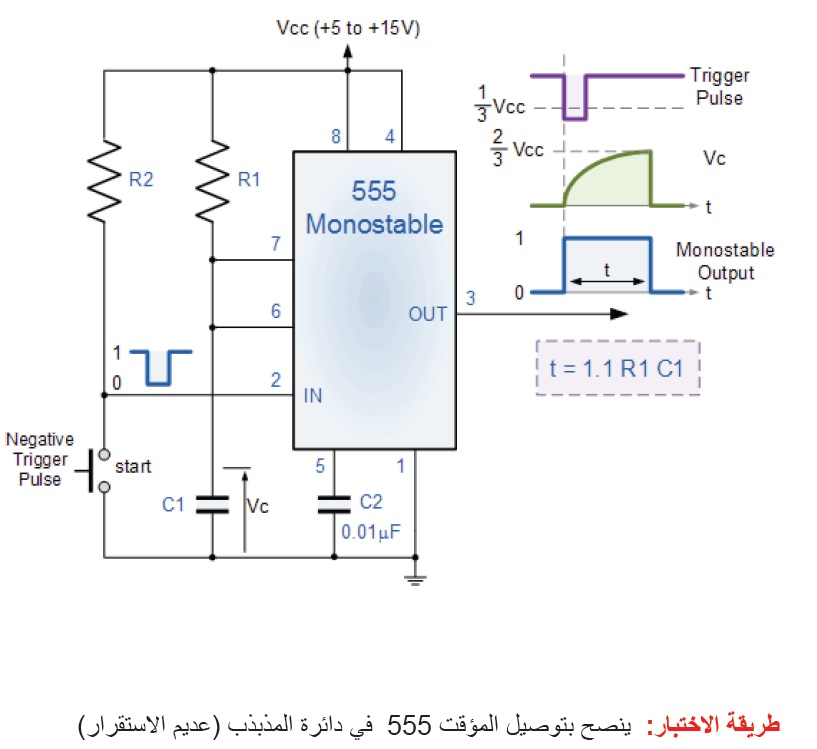 Vcc (+5 to +15V)
Trigger
Pulse
1/3 Vcc
2/3 Vcc
Vc
t
8
4
R2
R1
555
Monostable
7
1
Monostable
Output
t
0
t
3
6
OUT
t = 1.1 R1 C1
1
0
2
IN
Negative
Trigger
Pulse
start
5
1
C1
Vc
C2
0.01µF
طريقة الاختبار: ينصح بتوصيل المؤقت 555 في دائرة المذبذب (عديم الاستقرار)